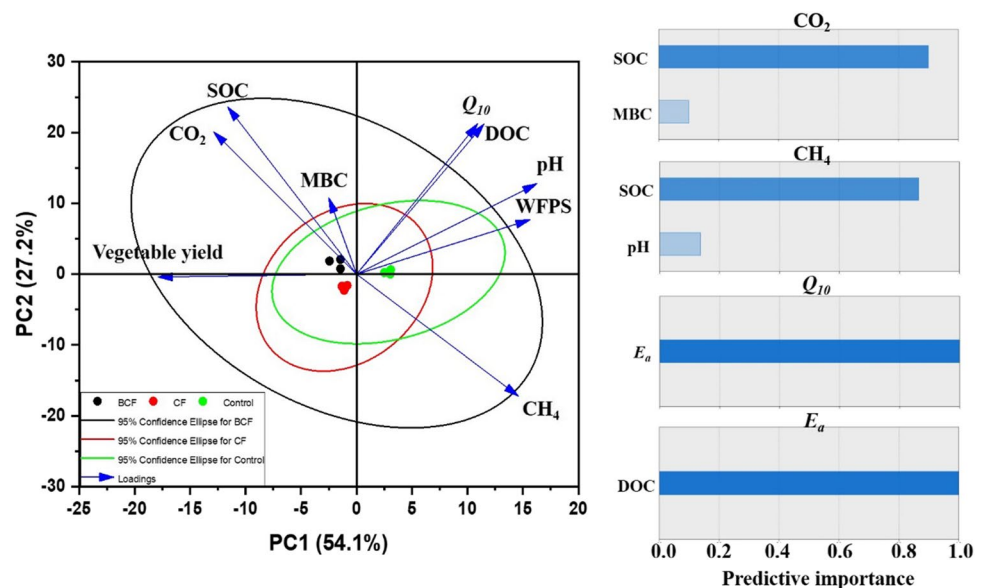 30
20
10
0
-10
-20
-30
PC2 (27.2%)
SOC
CO2
Q10
DOC
pH
MBC
WFPS
Vegetable yield
CH4
BCF CF Control
95% Confidence Ellipse for BCF
95% Confidence Ellipse for CF
95% Confidence Ellipse for Control
Loadings
-25 -20 -15 -10 -5 0 5 10 15 20
PC1 (54.1%)
CO2
SOC
MBC
CH4
SOC
pH
Q10
Ea
Ea
DOC
0.0 0.2 0.4 0.6 0.8 1.0
Predictive importance